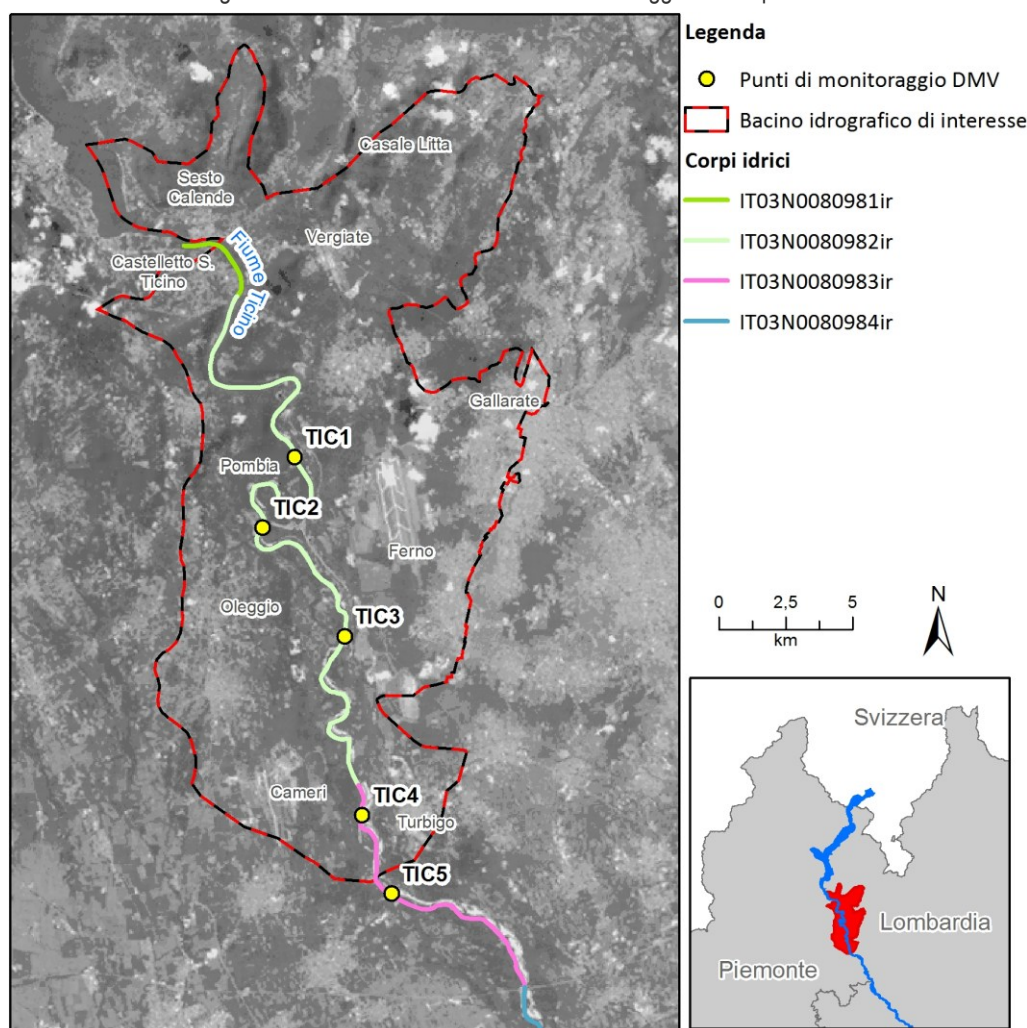 Legenda
Punti di monitoraggio DMV
Bacino idrografico di interesse
Corpi idrici
IT03N0080981ir
IT03N0080982ir
IT03N0080983ir
IT03N0080984ir
Casale Litta
Sesto
Calende
Vergiate
Castelletto S.
Ticino
Fiume Ticino
Gallarate
TIC1
Pombia
TIC2
Ferno
Oleggio
TIC3
Cameri
TIC4
Turbigo
TIC5
0 2,5 5
km
N
Svizzera
Lombardia
Piemonte